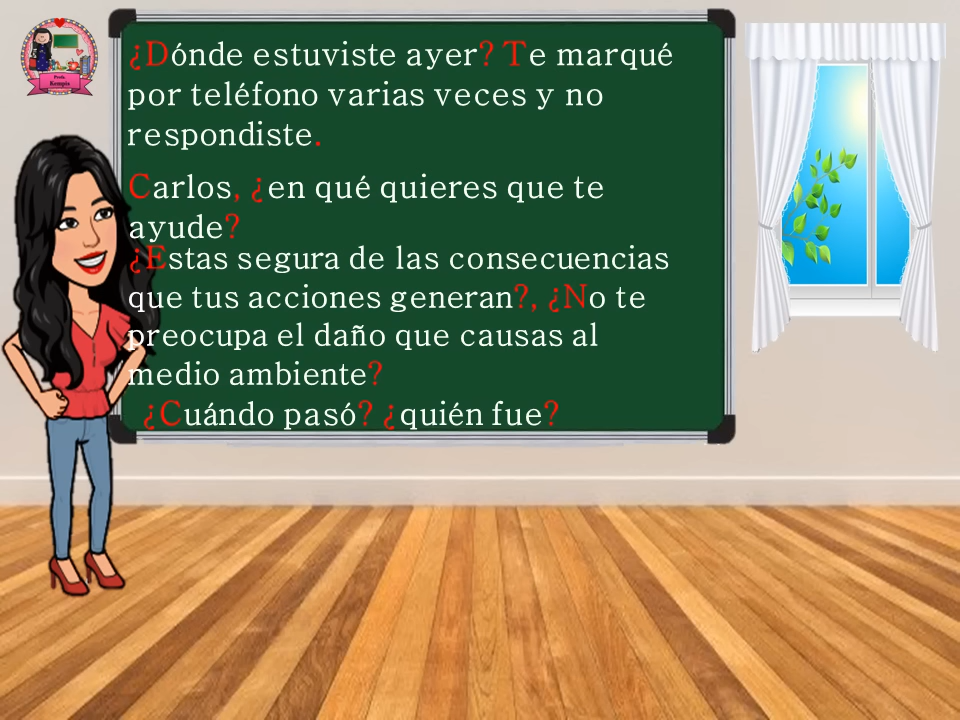 Profa.
Kempis
¿Dónde estuviste ayer? Te marqué
por teléfono varias veces y no
respondiste.
Carlos, ¿en qué quieres que te
ayude?
¿Estas segura de las consecuencias
que tus acciones generan?, ¿No te
preocupa el daño que causas al
medio ambiente?
¿Cuándo pasó? ¿quién fue?